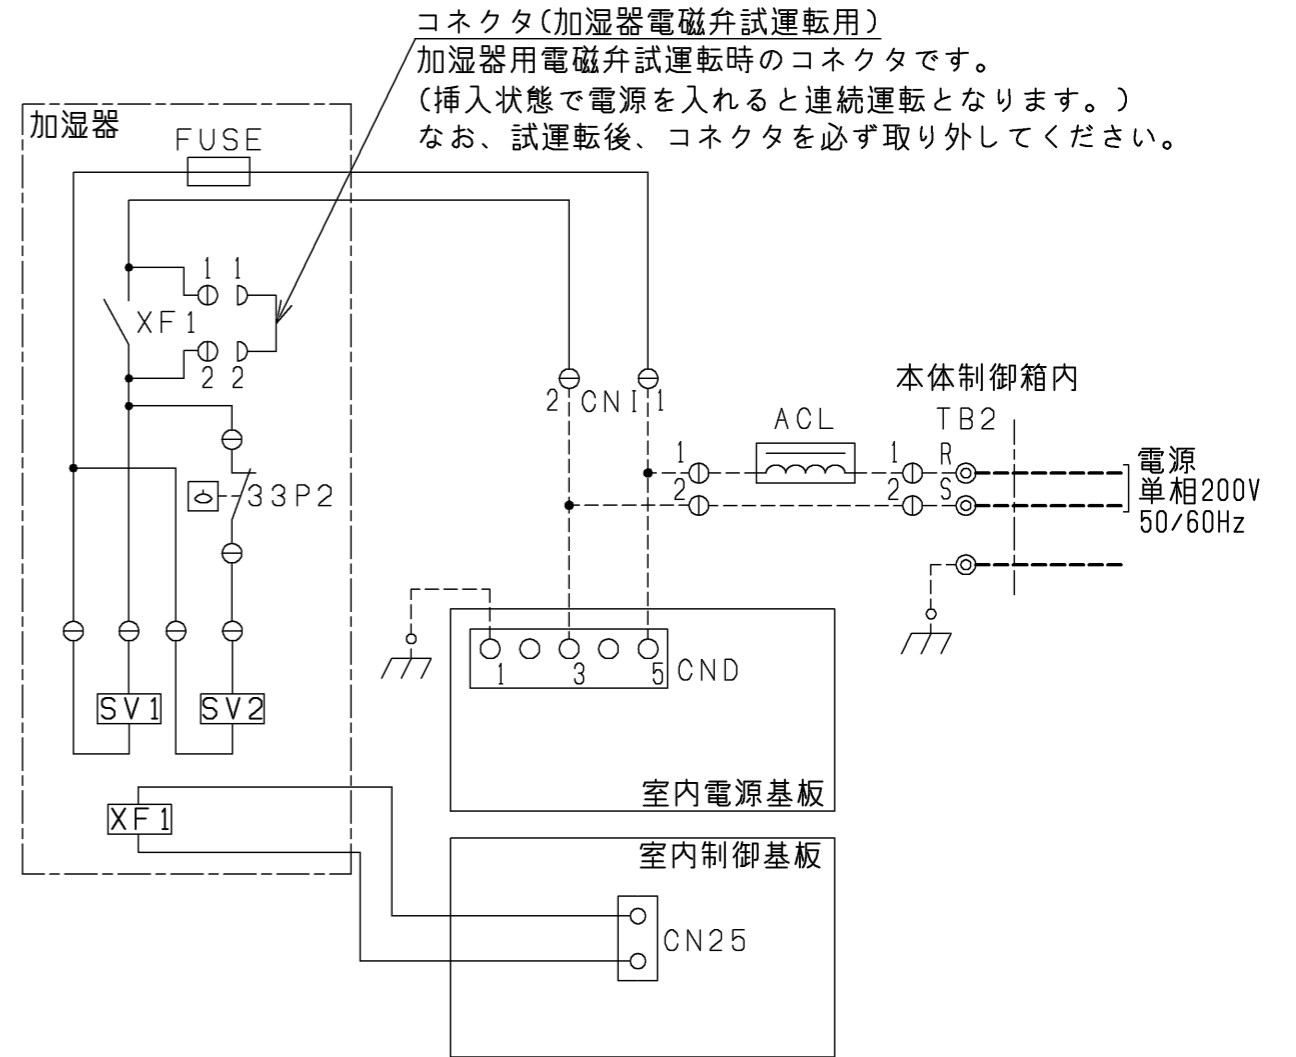 コネクタ(加湿器電磁弁試運転用)
加湿器用電磁弁試運転時のコネクタです。
(挿入状態で電源を入れると連続運転となります。)
なお、試運転後、コネクタを必ず取り外してください。
加湿器
FUSE
1 1
XF1
2 2
2 CNI 1
本体制御箱内
ACL
TB2
1
1
R
2
2
S
電源
単相200V
50/60Hz
33P2
1
3
5
CND
SV1
SV2
室内電源基板
XF1
室内制御基板
CN25